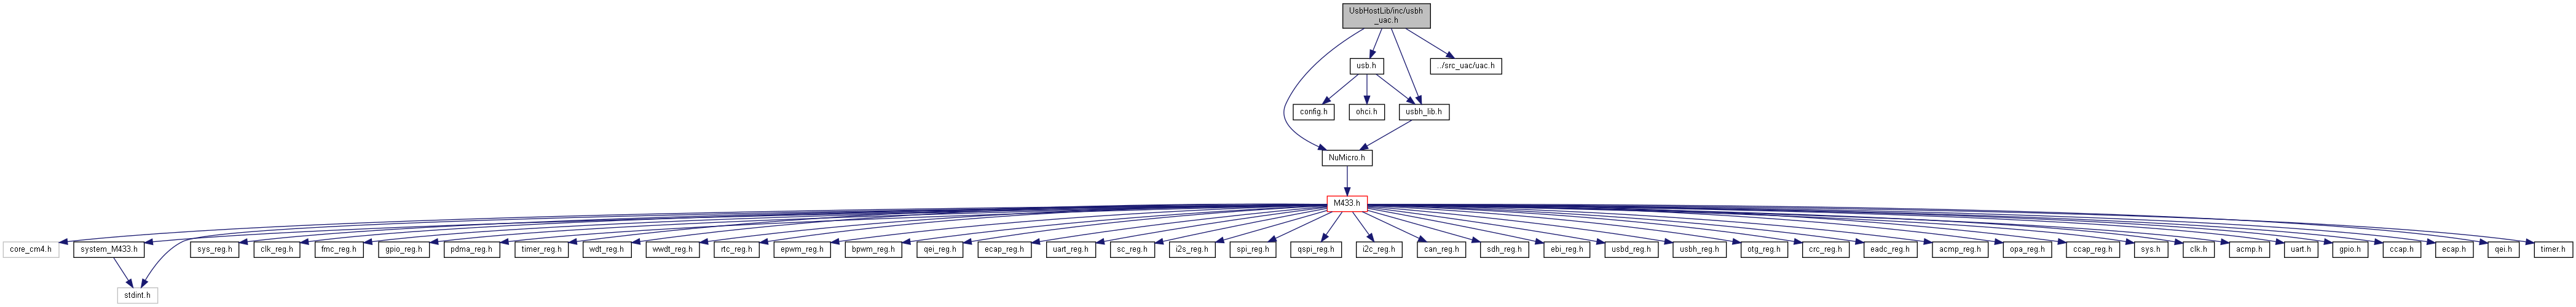 UsbHostLib/inc/usbh
_uac.h
usb.h
../src_uac/uac.h
config.h
ohci.h
usbh_lib.h
NuMicro.h
M433.h
core_cm4.h
system_M433.h
sys_reg.h
clk_reg.h
fmc_reg.h
gpio_reg.h
pdma_reg.h
timer_reg.h
wdt_reg.h
wwdt_reg.h
rtc_reg.h
epwm_reg.h
bpwm_reg.h
qei_reg.h
ecap_reg.h
uart_reg.h
sc_reg.h
i2s_reg.h
spi_reg.h
qspi_reg.h
i2c_reg.h
can_reg.h
sdh_reg.h
ebi_reg.h
usbd_reg.h
usbh_reg.h
otg_reg.h
crc_reg.h
eadc_reg.h
acmp_reg.h
opa_reg.h
ccap_reg.h
sys.h
clk.h
acmp.h
uart.h
gpio.h
ccap.h
ecap.h
qei.h
timer.h
stdint.h